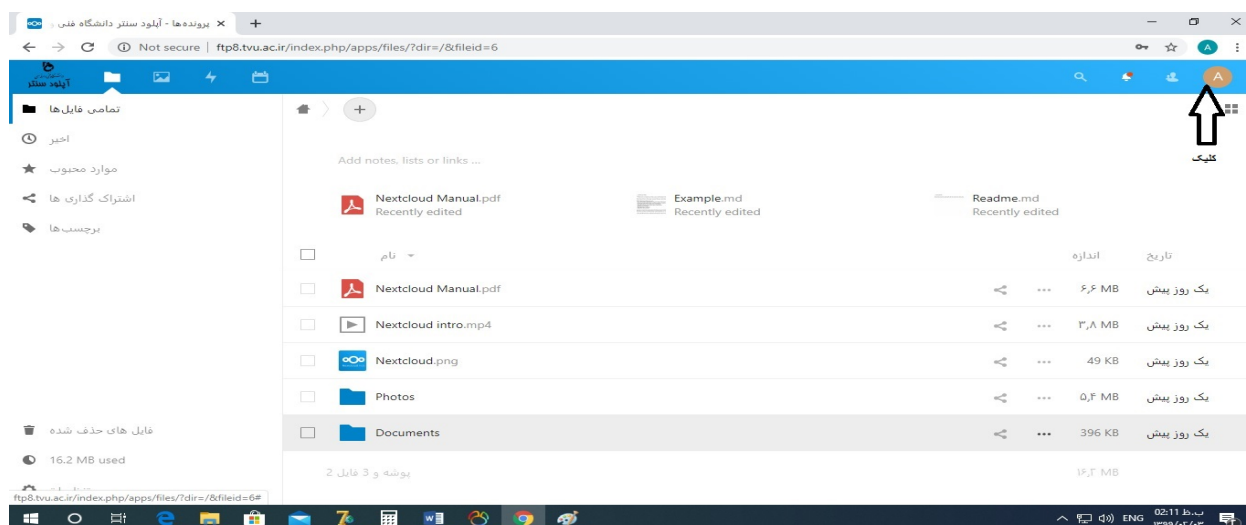 پرونده‌ها - آپلود سنتر دانشگاه فنی و
Not secure | ftp8.tvu.ac.ir/index.php/apps/files/?dir=/&fileid=6
A
آپلود سنتر
A
تمامی فایل‌ها
اخیر
موارد محبوب
اشتراک گذاری ها
برچسب‌ها
کلیک
Add notes, lists or links ...
Nextcloud Manual.pdf
Recently edited
Example.md
Recently edited
Readme.md
Recently edited
نام
اندازه
تاریخ
Nextcloud Manual.pdf
۶٫۶ MB
یک روز پیش
Nextcloud intro.mp4
۳٫۸ MB
یک روز پیش
Nextcloud.png
49 KB
یک روز پیش
Photos
۵٫۴ MB
یک روز پیش
Documents
396 KB
یک روز پیش
2 پوشه و 3 فایل
۱۶٫۲ MB
فایل های حذف شده
16.2 MB used
ftp8.tvu.ac.ir/index.php/apps/files/?dir=/&fileid=6#
ENG
02:11 ب.ظ